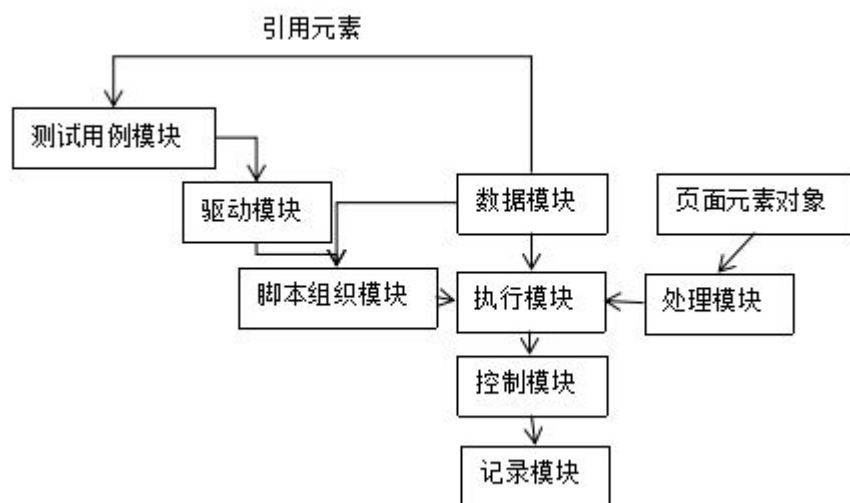 引用元素
测试用例模块
驱动模块
数据模块
页面元素对象
脚本组织模块
执行模块
处理模块
控制模块
记录模块